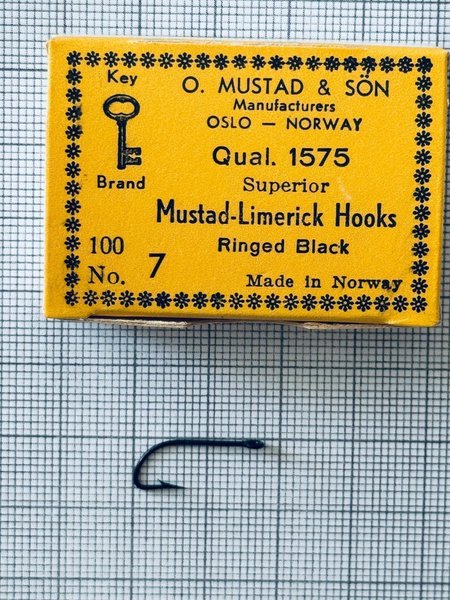 Key
Brand
O. MUSTAD & SÖN
Manufacturers
OSLO — NORWAY
Qual. 1575
Superior
Mustad-Limerick Hooks
Ringed Black
100
No. 7
Made in Norway